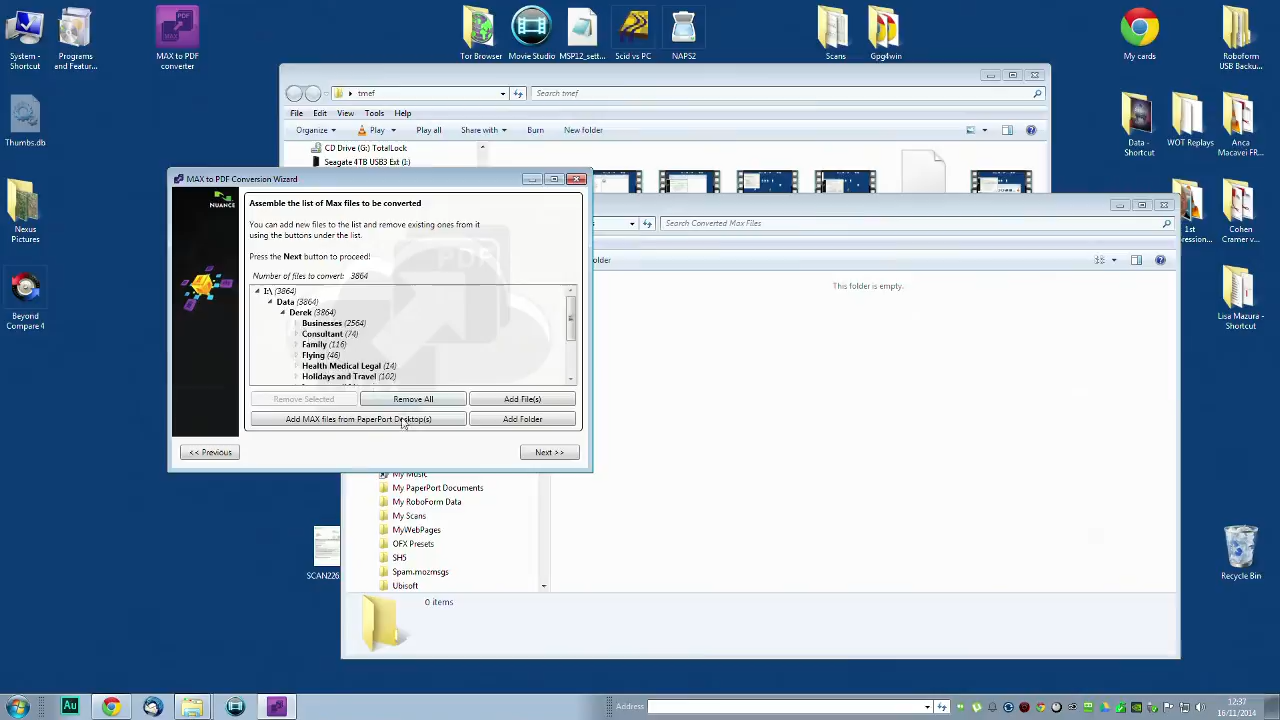 System - Shortcut
Programs and Featur...
MAX to PDF converter
Tor Browser
Movie Studio
MSP12_sett...
Scid vs PC
NAPS2
Scans
Gpg4win
My cards
Roboform USB Backu...
Thumbs.db
Nexus Pictures
Beyond Compare 4
Data - Shortcut
WOT Replays
Anca Macavei FR...
1st
Cohen Cramer v...
Lisa Mazura - Shortcut
Recycle Bin
tmef
Search tmef
File Edit View Tools Help
Organize Play Play all Share with Burn New folder
CD Drive (G:) TotalLock
Seagate 4TB USB3 Ext (I:)
MAX to PDF Conversion Wizard
NUANCE
PDF
Assemble the list of Max files to be converted
You can add new files to the list and remove existing ones from it
using the buttons under the list.
Press the Next button to proceed!
Number of files to convert: 3864
I:\ (3864)
Data (3864)
Derek (3864)
Businesses (2564)
Consultant (74)
Family (116)
Flying (46)
Health Medical Legal (14)
Holidays and Travel (102)
Remove Selected Remove All Add File(s)
Add MAX files from PaperPort Desktop(s) Add Folder
<< Previous Next >>
Search Converted Max Files
older
This folder is empty.
My Music
My PaperPort Documents
My RoboForm Data
My Scans
MyWebPages
OFX Presets
SH5
Spam.mozmsgs
Ubisoft
0 items
SCAN226
Au
Address
12:37
16/11/2014